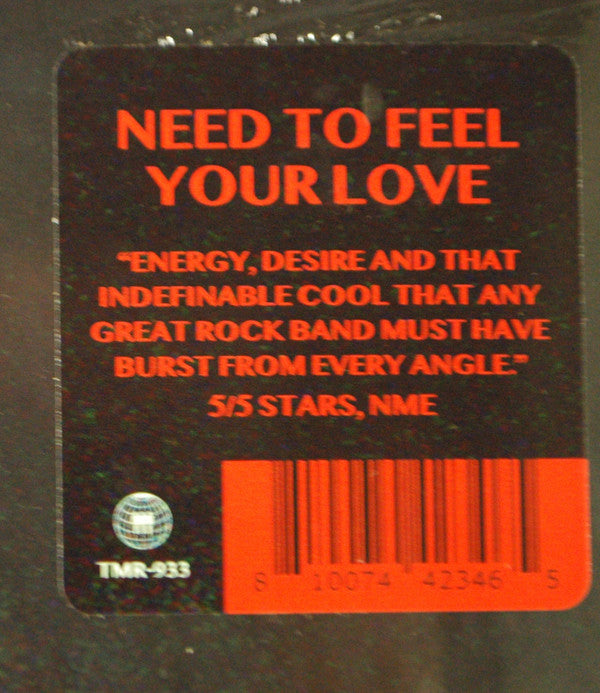 NEED TO FEEL
YOUR LOVE
“ENERGY, DESIRE AND THAT
INDEFINABLE COOL THAT ANY
GREAT ROCK BAND MUST HAVE
BURST FROM EVERY ANGLE.”
5/5 STARS, NME
TMR-933
8 10074 42346 5